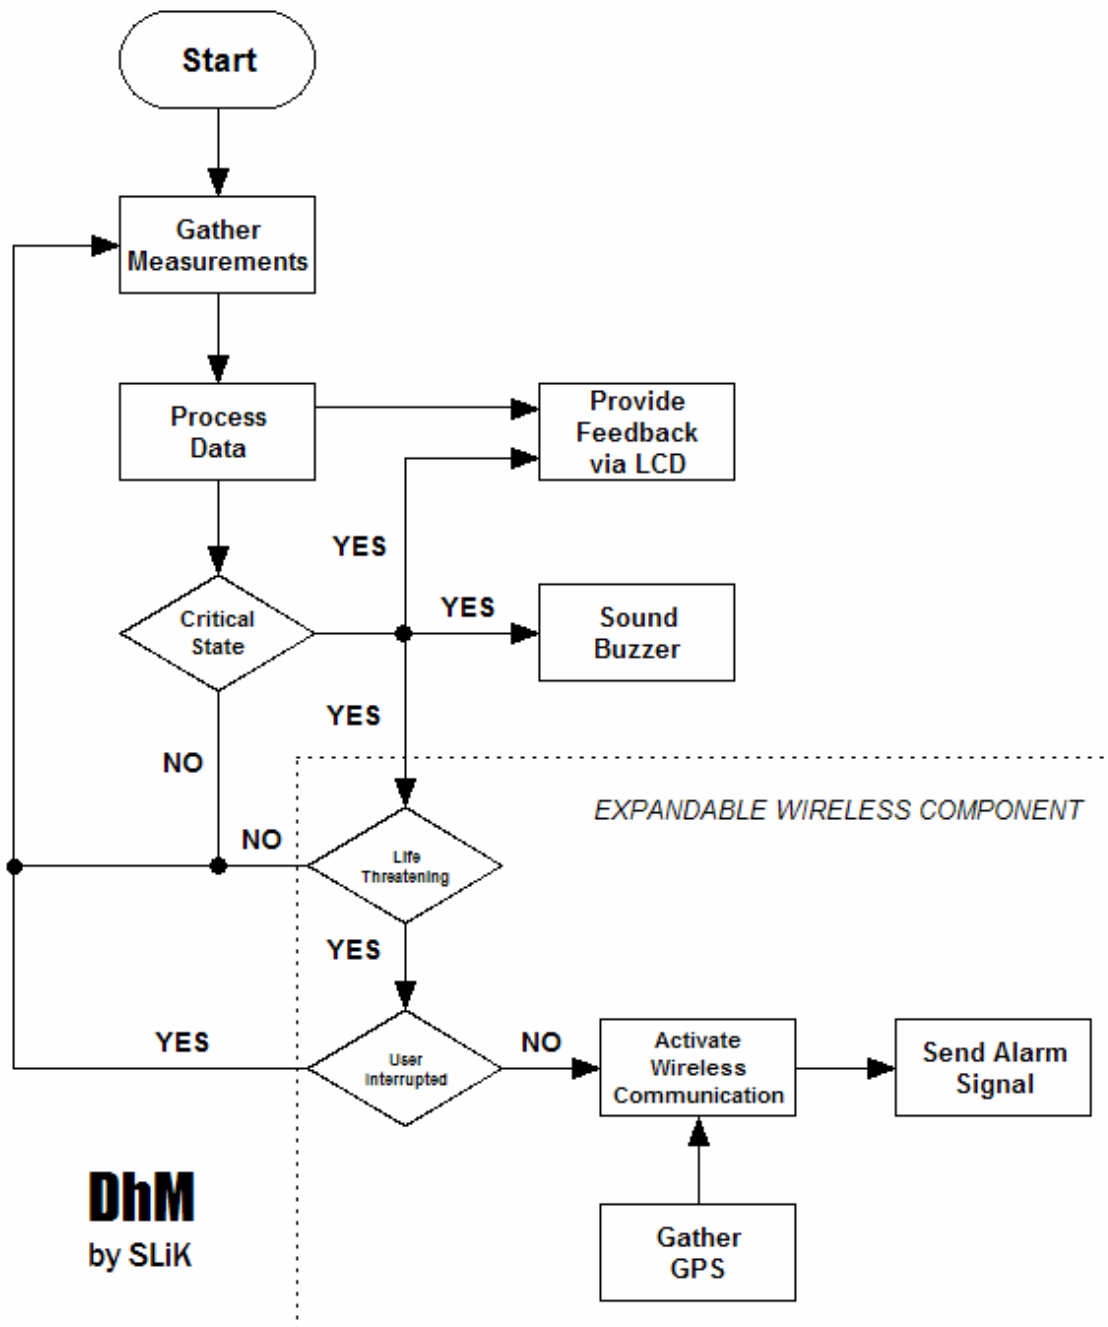 Start
Gather
Measurements
Process
Data
Provide
Feedback
via LCD
YES
Critical
State
YES
Sound
Buzzer
YES
NO
EXPANDABLE WIRELESS COMPONENT
NO
Life
Threatening
YES
YES
User
Interrupted
NO
Activate
Wireless
Communication
Send Alarm
Signal
DhM
by SLiK
Gather
GPS